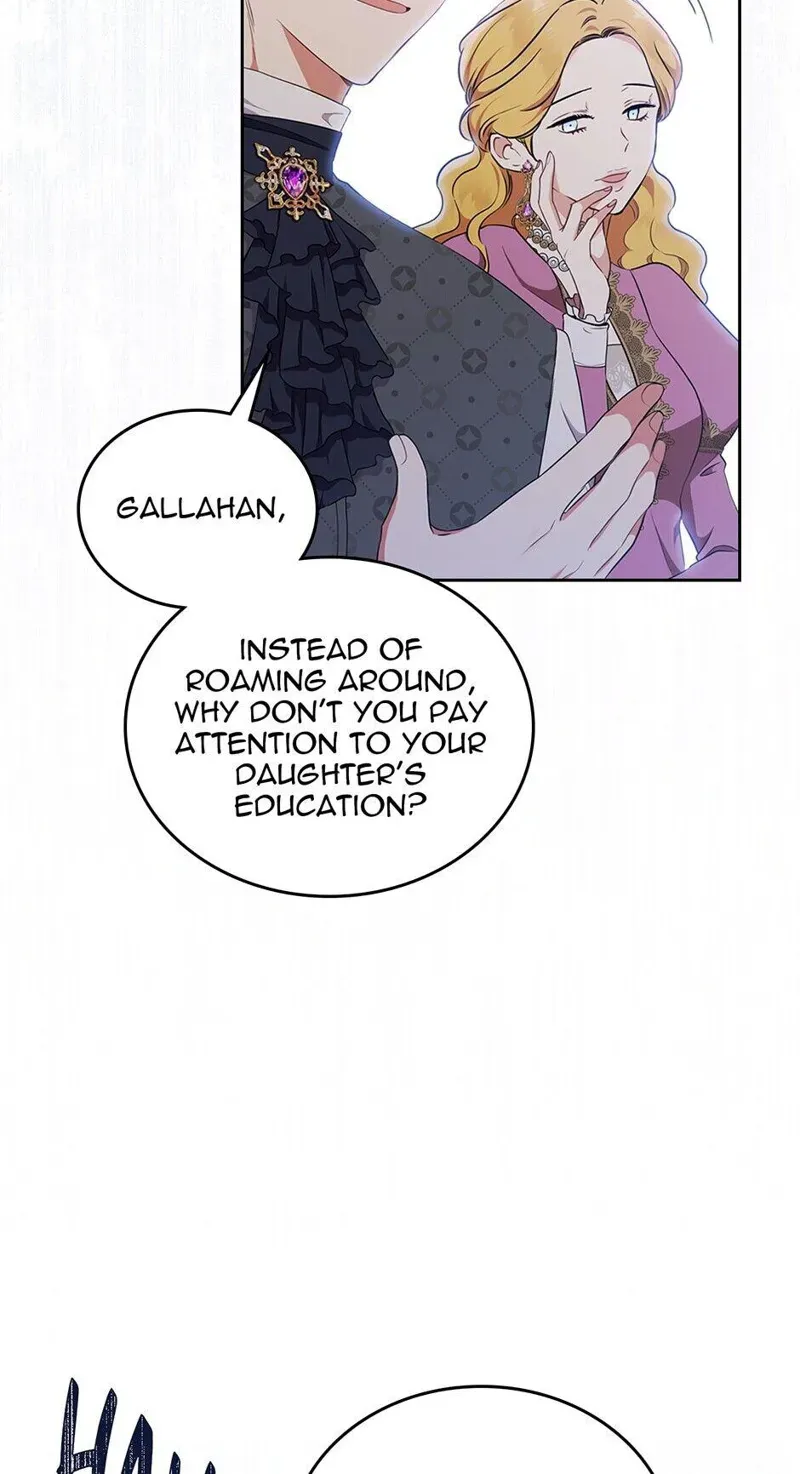 GALLAHAN,
INSTEAD OF
ROAMING AROUND,
WHY DON'T YOU PAY
ATTENTION TO YOUR
DAUGHTER'S
EDUCATION?